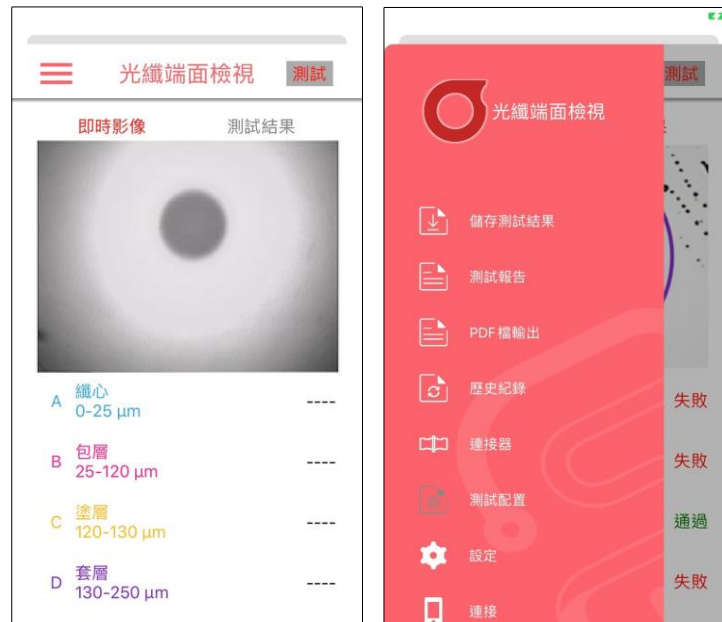 光纖端面檢視 測試
即時影像 測試結果
A 纖心
0-25 μm ----
B 包層
25-120 μm ----
C 塗層
120-130 μm ----
D 套層
130-250 μm ----
測試
光纖端面檢視
儲存測試結果
測試報告
PDF檔輸出
歷史紀錄
失敗
連接器
失敗
測試配置
通過
設定
失敗
連接